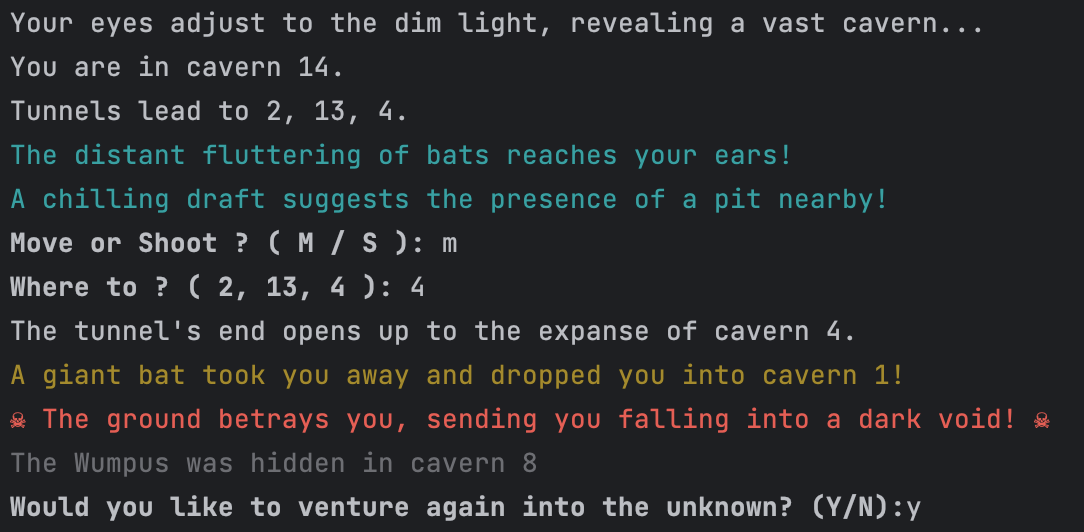 Your eyes adjust to the dim light, revealing a vast cavern...
You are in cavern 14.
Tunnels lead to 2, 13, 4.
The distant fluttering of bats reaches your ears!
A chilling draft suggests the presence of a pit nearby!
Move or Shoot ? ( M / S ): m
Where to ? ( 2, 13, 4 ): 4
The tunnel's end opens up to the expanse of cavern 4.
A giant bat took you away and dropped you into cavern 1!
☠ The ground betrays you, sending you falling into a dark void! ☠
The Wumpus was hidden in cavern 8
Would you like to venture again into the unknown? (Y/N):y